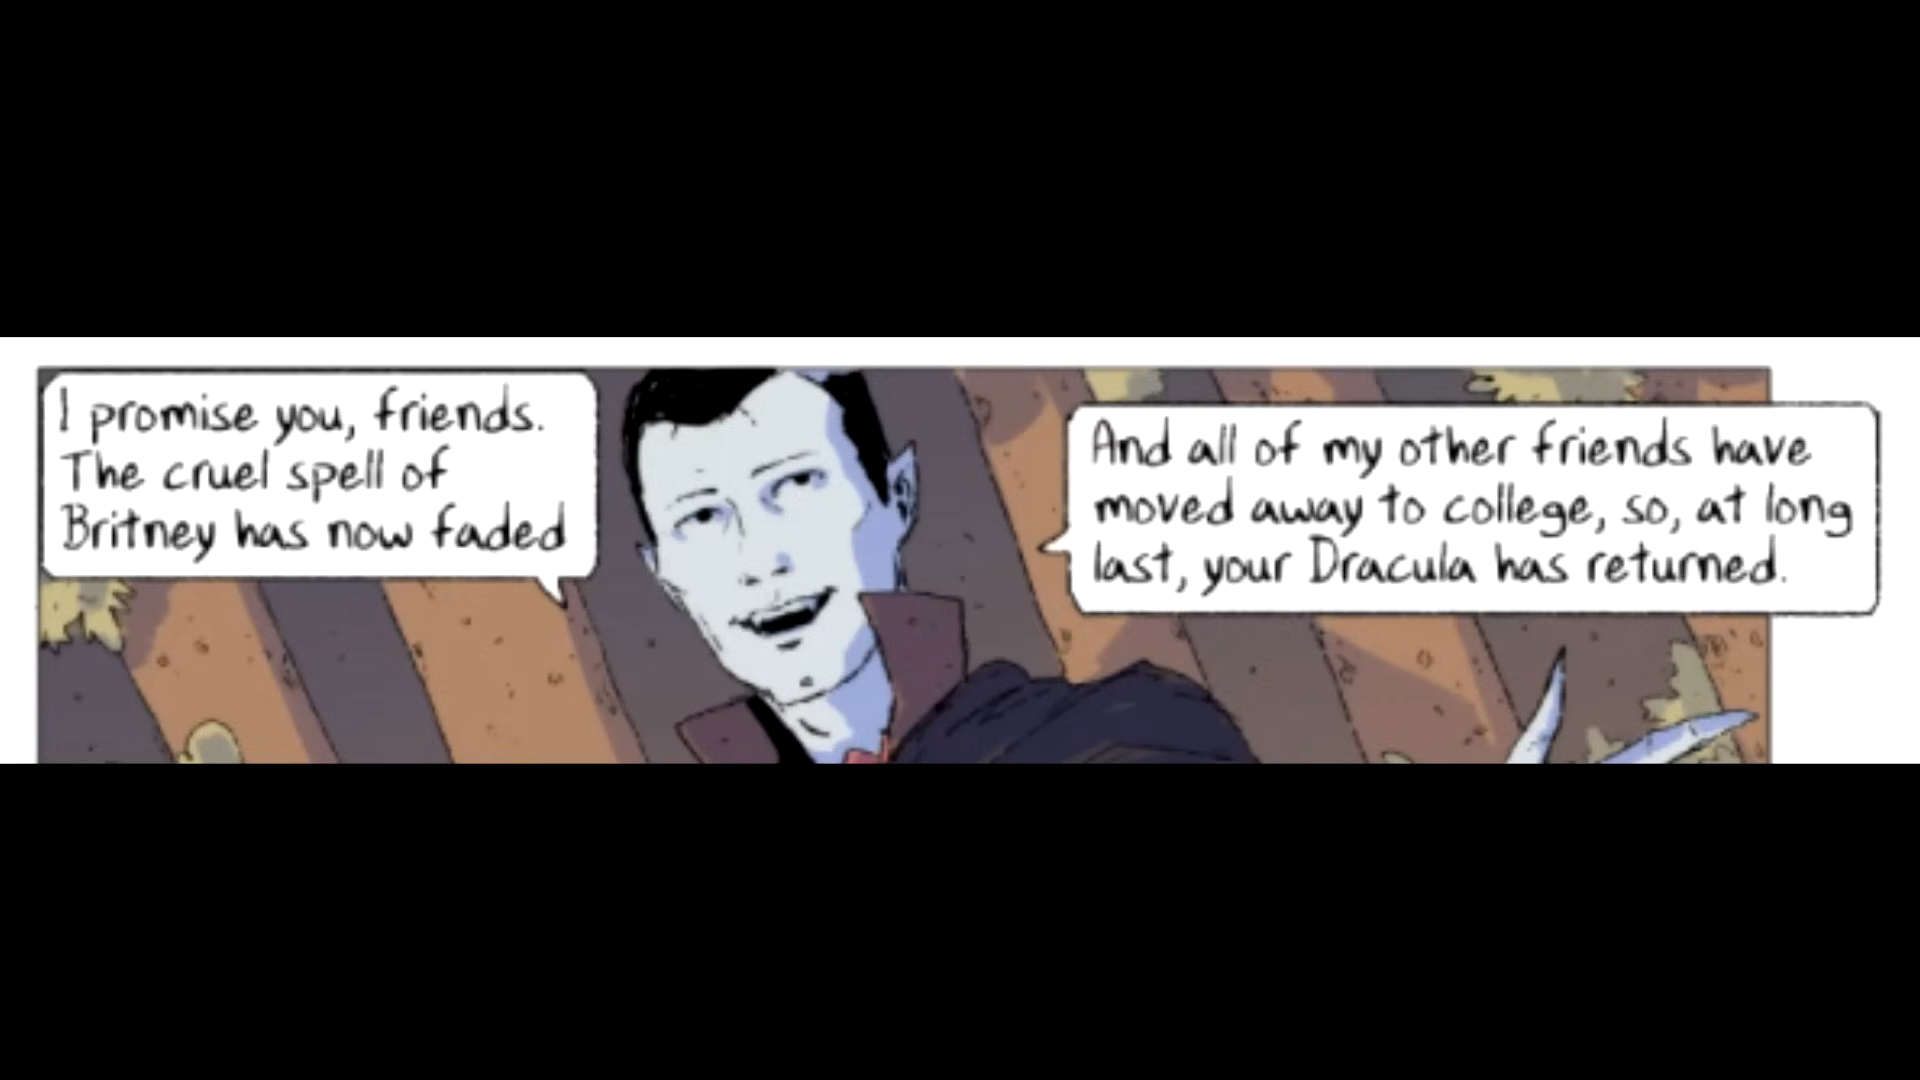 I promise you, friends.
The cruel spell of
Britney has now faded
And all of my other friends have
moved away to college, so, at long
last, your Dracula has returned.